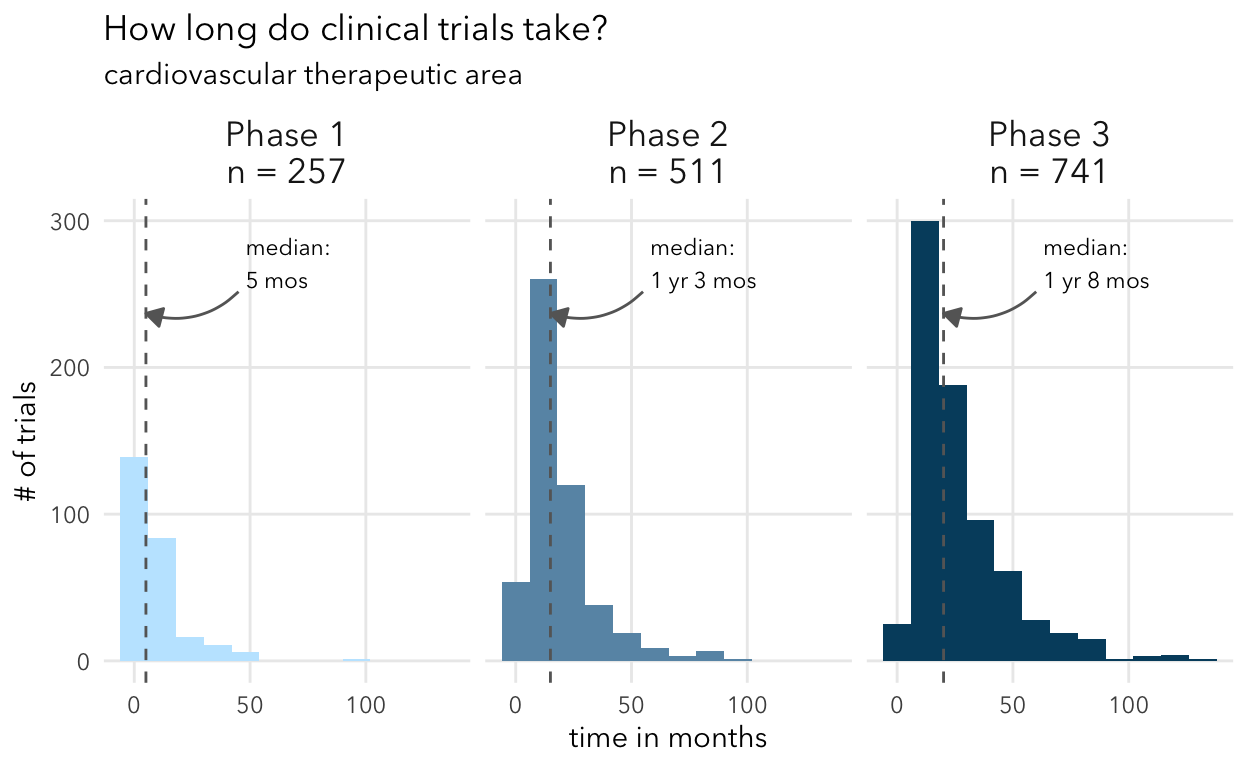 How long do clinical trials take?
cardiovascular therapeutic area
Phase 1
n = 257
Phase 2
n = 511
Phase 3
n = 741
# of trials
300
200
100
0
median:
5 mos
median:
1 yr 3 mos
median:
1 yr 8 mos
0 50 100
0 50 100
0 50 100
time in months